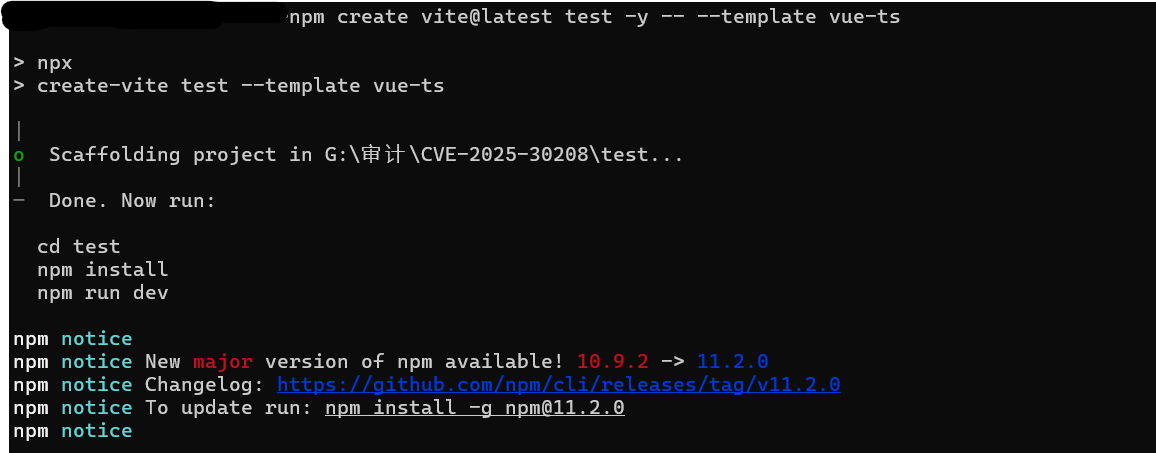 npm create vite@latest test -y -- --template vue-ts
> npx
> create-vite test --template vue-ts
|
o  Scaffolding project in G:\审计\CVE-2025-30208\test...
|
—  Done. Now run:
cd test
npm install
npm run dev
npm notice
npm notice New major version of npm available! 10.9.2 -> 11.2.0
npm notice Changelog: https://github.com/npm/cli/releases/tag/v11.2.0
npm notice To update run: npm install -g npm@11.2.0
npm notice